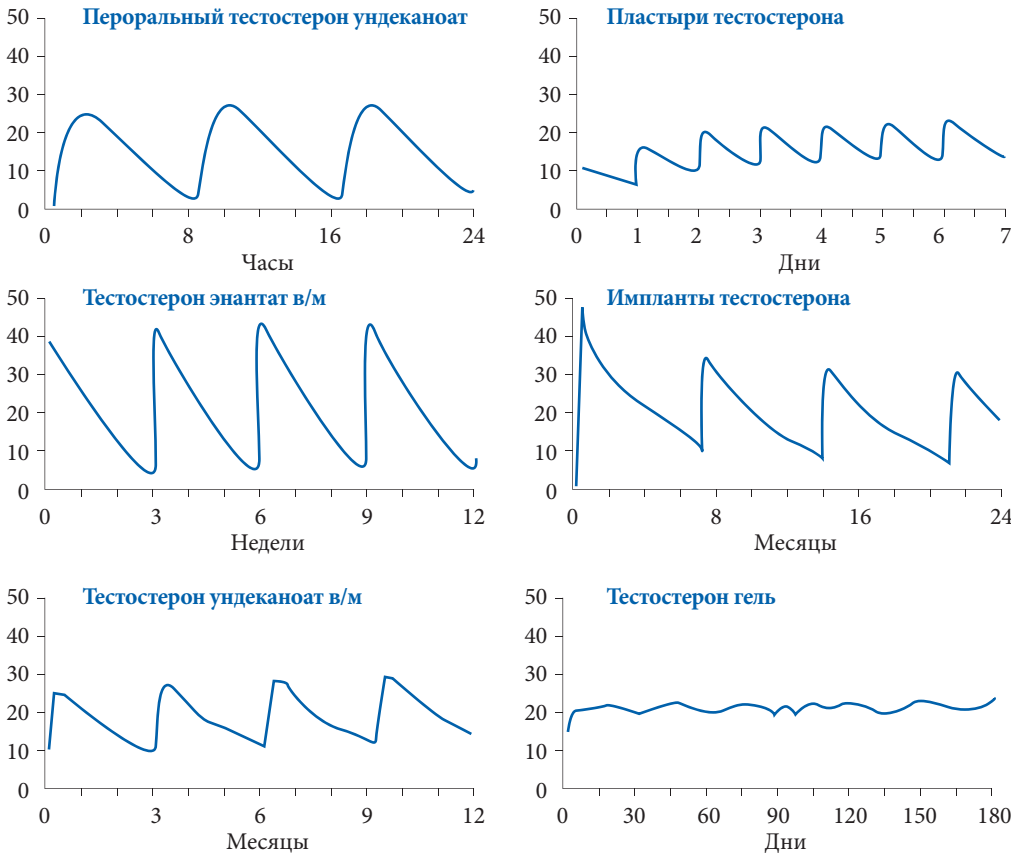 Пероральный тестостерон ундеканоат
50
40
30
20
10
0
0 8 16 24
Часы
Пластыри тестостерона
50
40
30
20
10
0
0 1 2 3 4 5 6 7
Дни
Тестостерон энантат в/м
50
40
30
20
10
0
0 3 6 9 12
Недели
Импланты тестостерона
50
40
30
20
10
0
0 8 16 24
Месяцы
Тестостерон ундеканоат в/м
50
40
30
20
10
0
0 3 6 9 12
Месяцы
Тестостерон гель
50
40
30
20
10
0
0 30 60 90 120 150 180
Дни